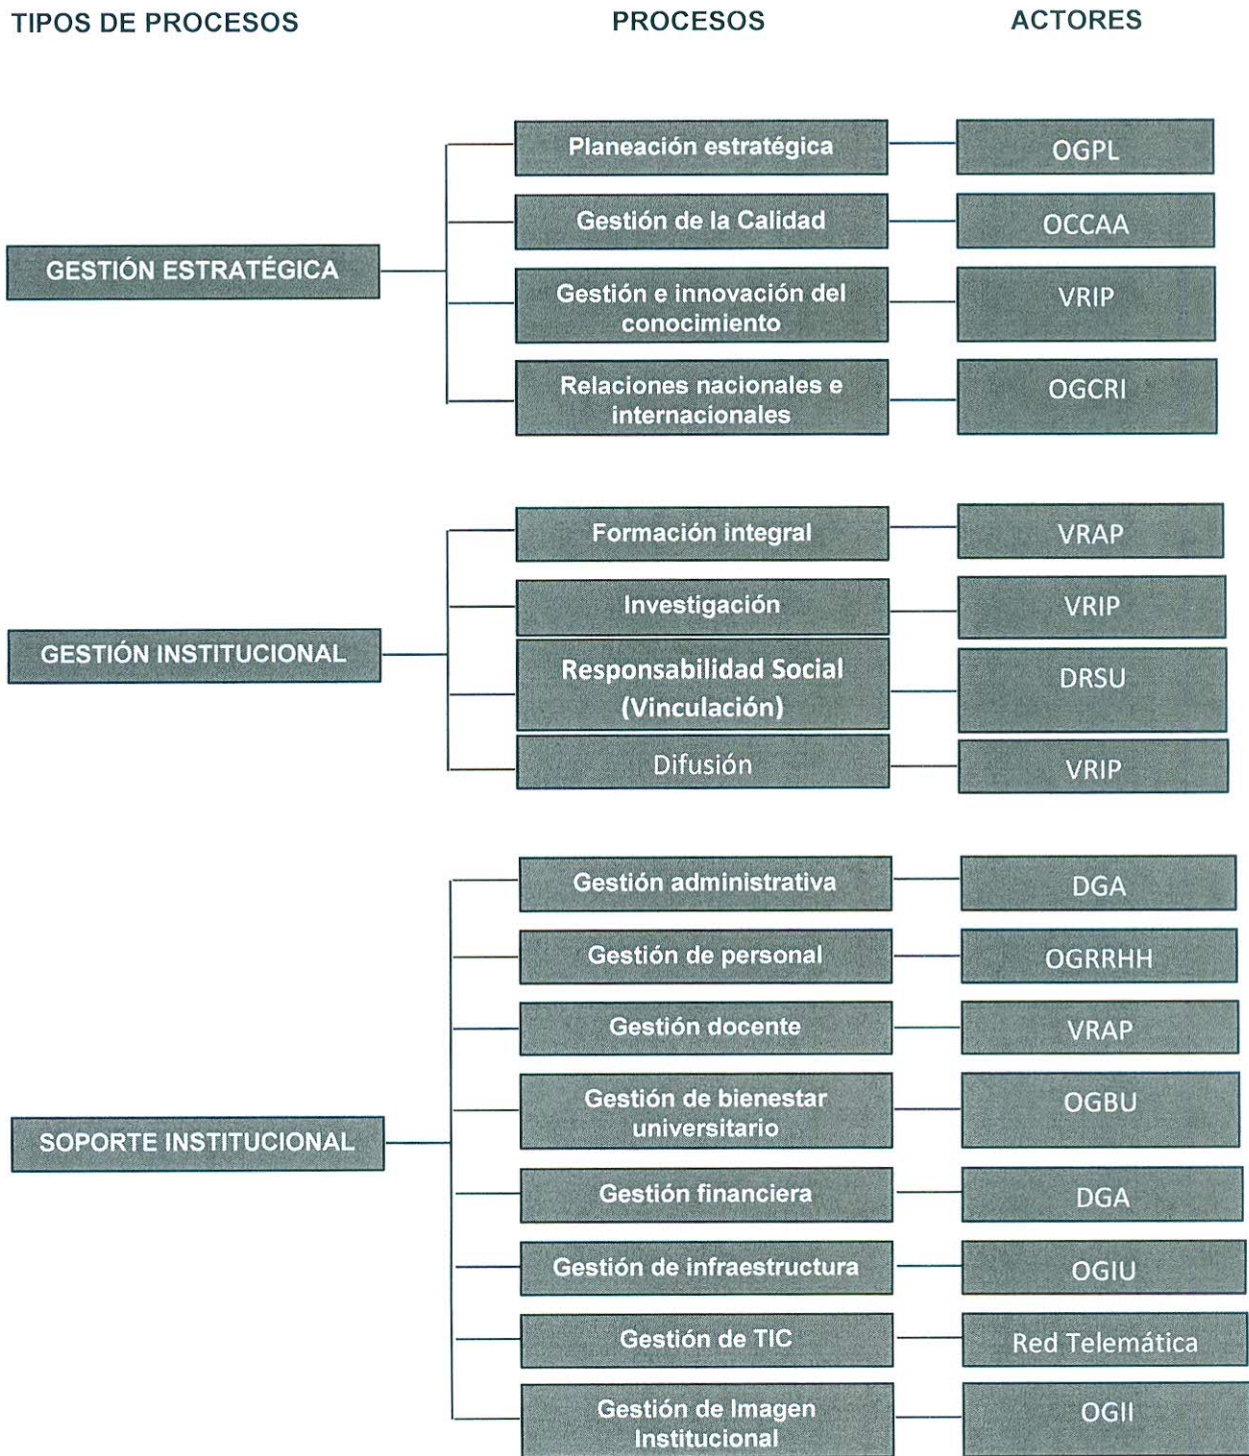 TIPOS DE PROCESOS
PROCESOS
ACTORES
GESTIÓN ESTRATÉGICA
Planeación estratégica
OGPL
Gestión de la Calidad
OCCAA
Gestión e innovación del
conocimiento
VRIP
Relaciones nacionales e
internacionales
OGCRI
GESTIÓN INSTITUCIONAL
Formación integral
VRAP
Investigación
VRIP
Responsabilidad Social
(Vinculación)
DRSU
Difusión
VRIP
SOPORTE INSTITUCIONAL
Gestión administrativa
DGA
Gestión de personal
OGRRHH
Gestión docente
VRAP
Gestión de bienestar
universitario
OGBU
Gestión financiera
DGA
Gestión de infraestructura
OGIU
Gestión de TIC
Red Telemática
Gestión de Imagen
Institucional
OGII